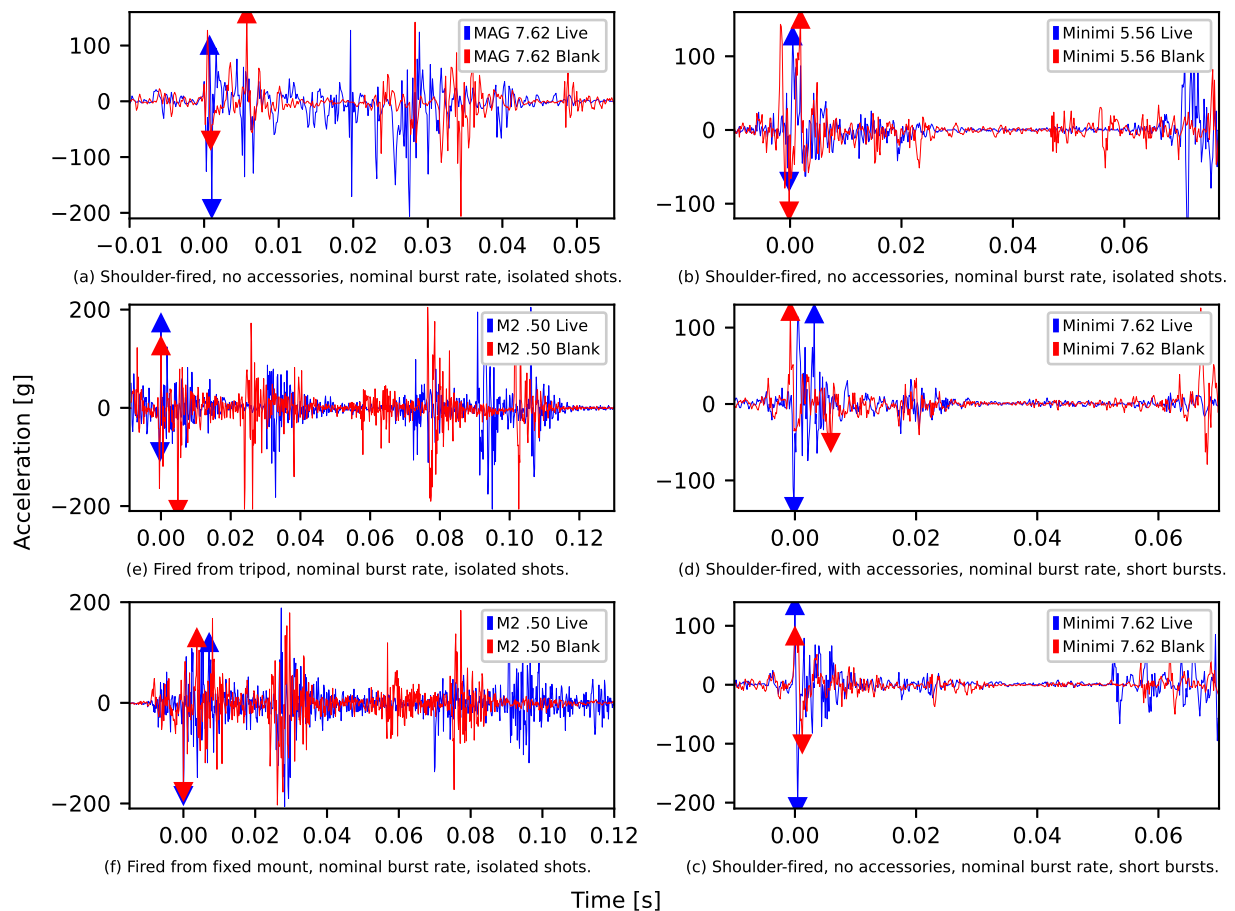 100
0
−100
−200
MAG 7.62 Live
MAG 7.62 Blank
−0.01 0.00 0.01 0.02 0.03 0.04 0.05
(a) Shoulder-fired, no accessories, nominal burst rate, isolated shots.
100
0
−100
Minimi 5.56 Live
Minimi 5.56 Blank
0.00 0.02 0.04 0.06
(b) Shoulder-fired, no accessories, nominal burst rate, isolated shots.
Acceleration [g]
200
0
−200
M2 .50 Live
M2 .50 Blank
0.00 0.02 0.04 0.06 0.08 0.10 0.12
(e) Fired from tripod, nominal burst rate, isolated shots.
100
0
−100
Minimi 7.62 Live
Minimi 7.62 Blank
0.00 0.02 0.04 0.06
(d) Shoulder-fired, with accessories, nominal burst rate, short bursts.
200
0
−200
M2 .50 Live
M2 .50 Blank
0.00 0.02 0.04 0.06 0.08 0.10 0.12
(f) Fired from fixed mount, nominal burst rate, isolated shots.
100
0
−100
−200
Minimi 7.62 Live
Minimi 7.62 Blank
0.00 0.02 0.04 0.06
(c) Shoulder-fired, no accessories, nominal burst rate, short bursts.
Time [s]